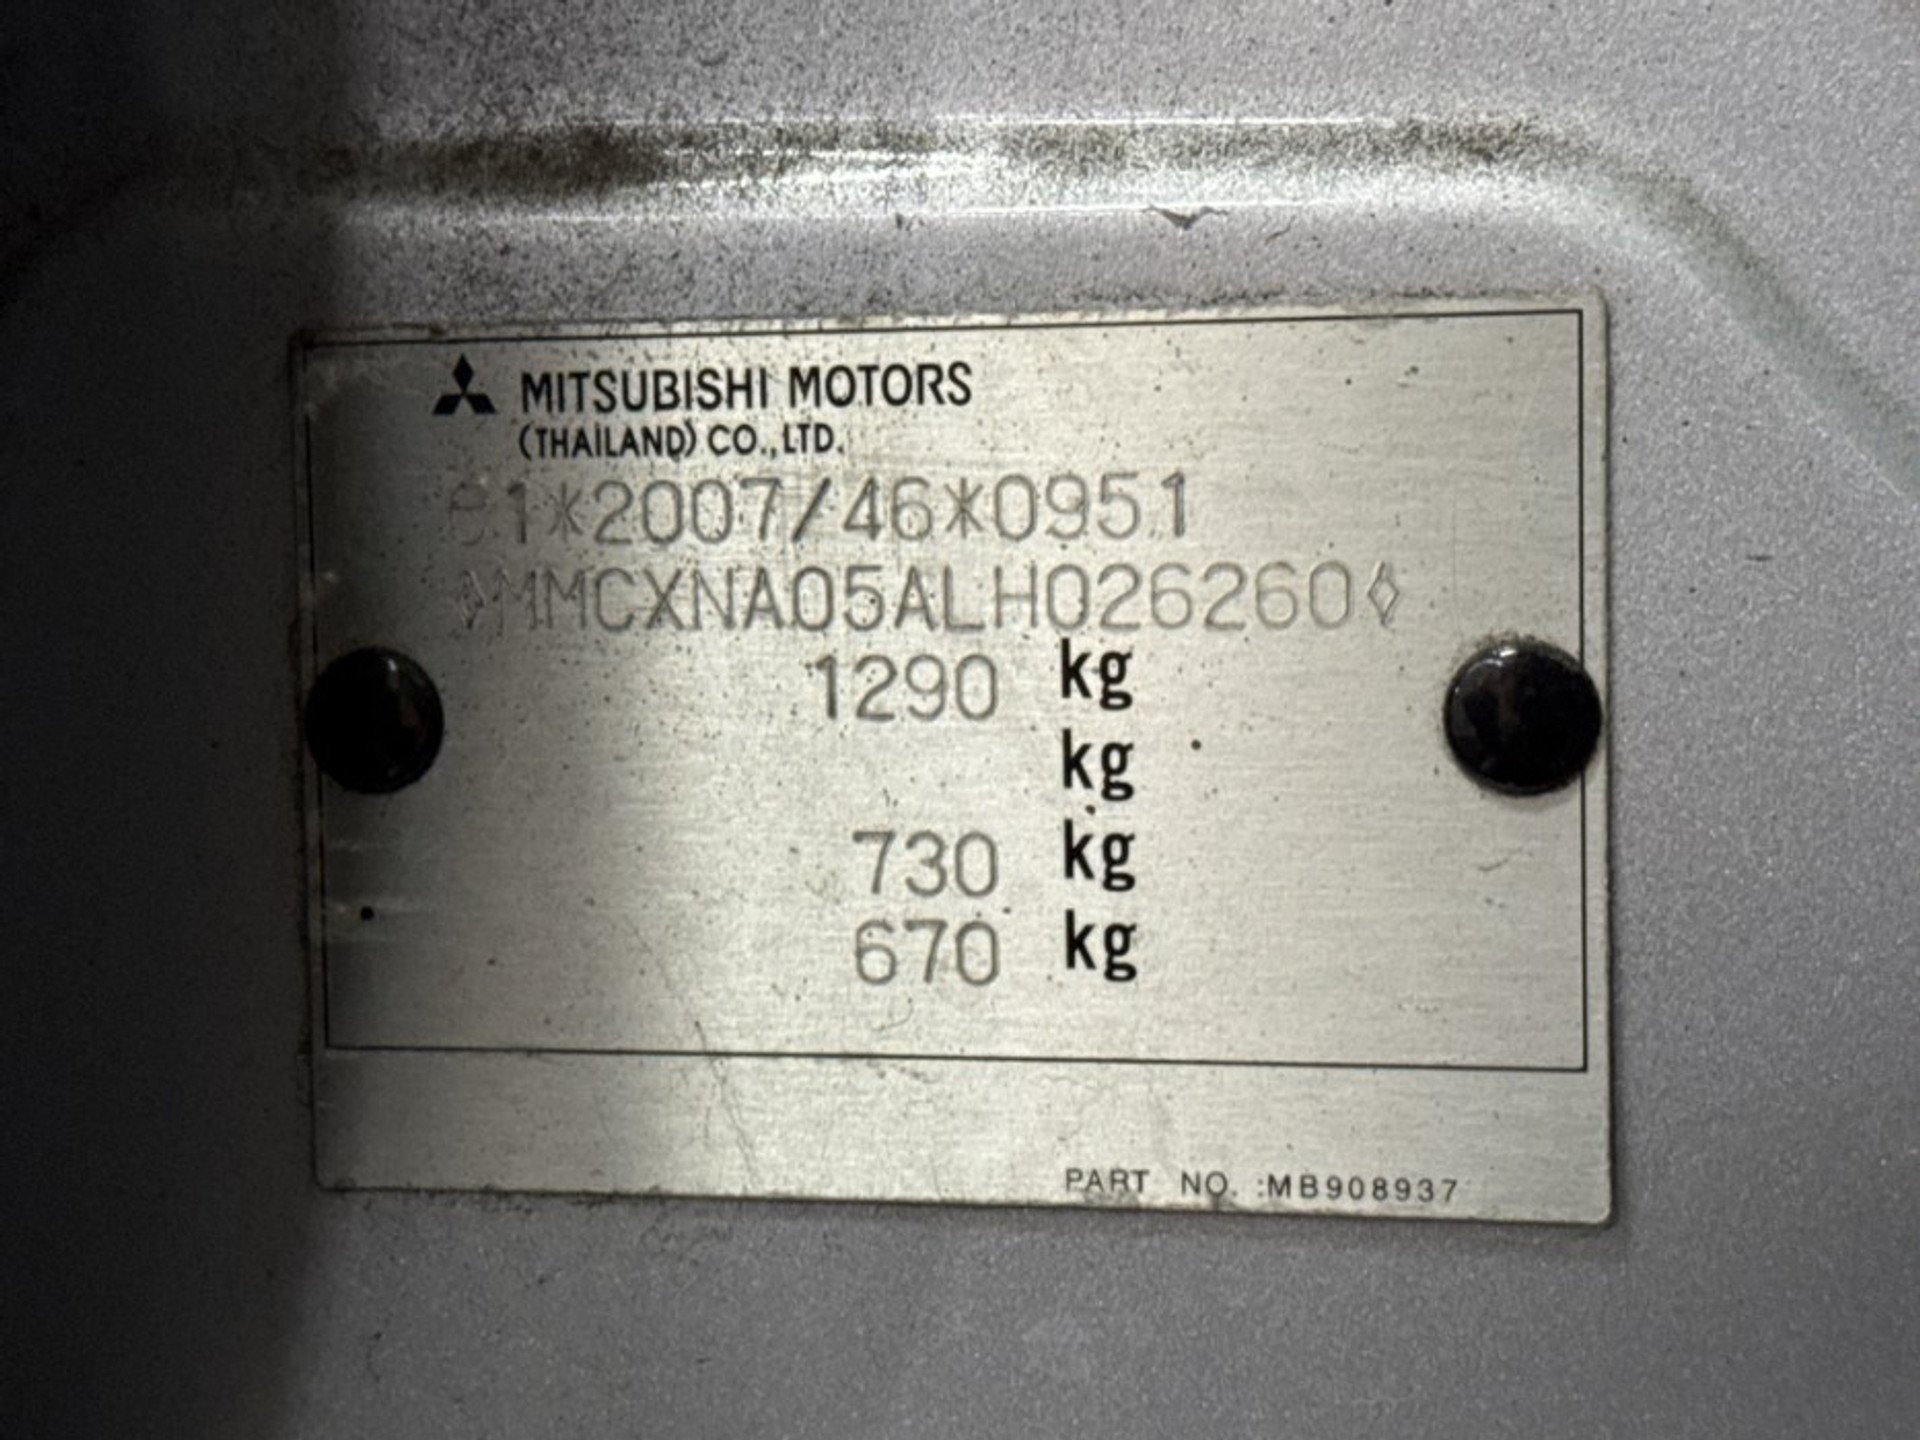 MITSUBISHI MOTORS
(THAILAND) CO.,LTD.
e1*2007/46*0951
◊MMCXNA05ALH026260◊
1290 kg
kg
730 kg
670 kg
PART NO. :MB908937